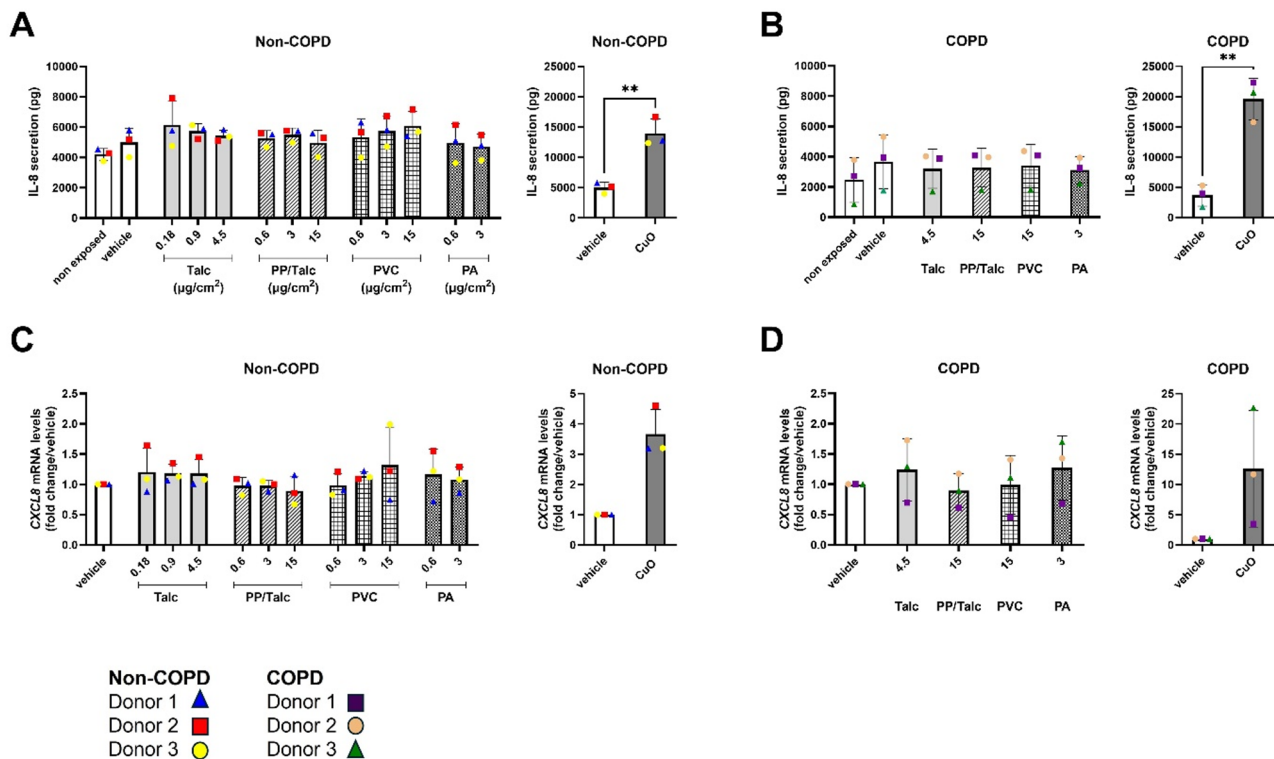 A
Non-COPD
IL-8 secretion (pg)
10000
8000
6000
4000
2000
0
non exposed
vehicle
0.18
0.9
4.5
0.6
3
15
0.6
3
15
0.6
3
Talc
(µg/cm²)
PP/Talc
(µg/cm²)
PVC
(µg/cm²)
PA
(µg/cm²)
Non-COPD
IL-8 secretion (pg)
25000
20000
15000
10000
5000
0
**
vehicle
CuO
B
COPD
IL-8 secretion (pg)
10000
8000
6000
4000
2000
0
non exposed
vehicle
4.5
15
15
3
Talc
PP/Talc
PVC
PA
COPD
IL-8 secretion (pg)
25000
20000
15000
10000
5000
0
**
vehicle
CuO
C
Non-COPD
CXCL8 mRNA levels
(fold change/vehicle)
2.5
2.0
1.5
1.0
0.5
0.0
vehicle
0.18
0.9
4.5
0.6
3
15
0.6
3
15
0.6
3
Talc
PP/Talc
PVC
PA
Non-COPD
CXCL8 mRNA levels
(fold change/vehicle)
5
4
3
2
1
0
vehicle
CuO
D
COPD
CXCL8 mRNA levels
(fold change/vehicle)
2.5
2.0
1.5
1.0
0.5
0.0
vehicle
4.5
15
15
3
Talc
PP/Talc
PVC
PA
COPD
CXCL8 mRNA levels
(fold change/vehicle)
25
20
15
10
5
0
vehicle
CuO
Non-COPD
Donor 1
Donor 2
Donor 3
COPD
Donor 1
Donor 2
Donor 3